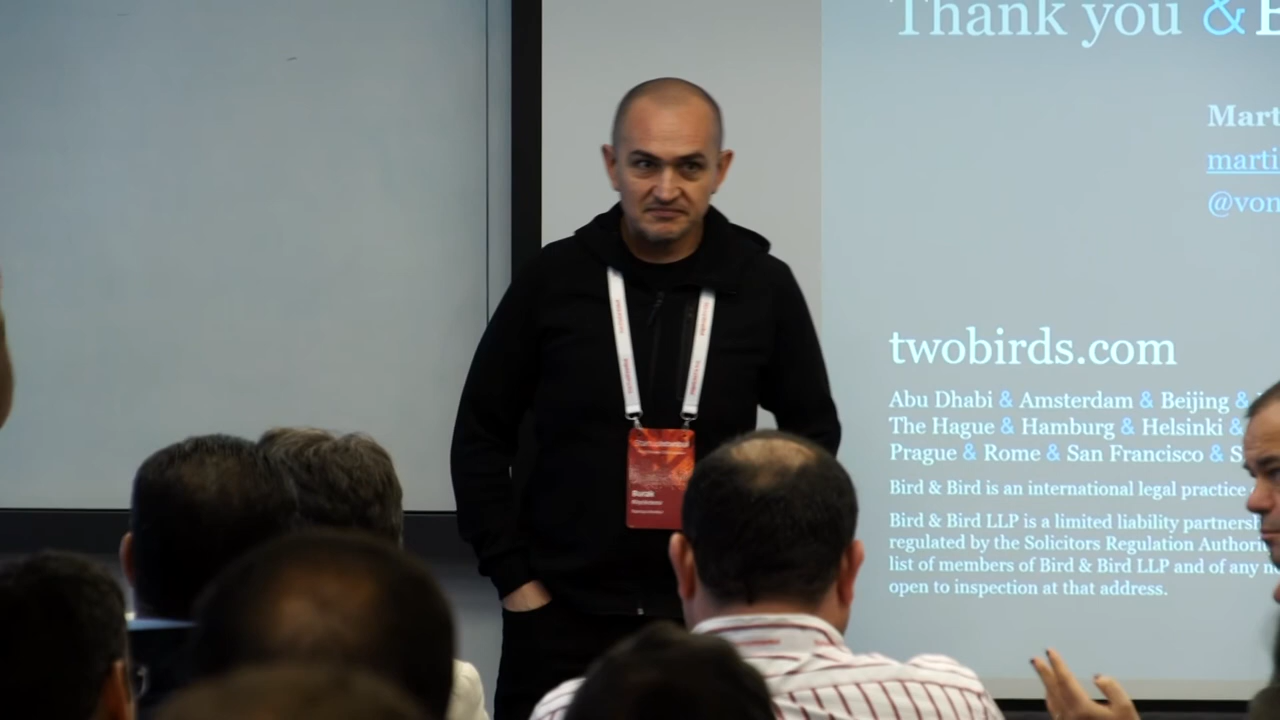 Thank you &
Mart
marti
@von
twobirds.com
Abu Dhabi & Amsterdam & Beijing &
The Hague & Hamburg & Helsinki &
Prague & Rome & San Francisco & S
Bird & Bird is an international legal practice
Bird & Bird LLP is a limited liability partnersh
regulated by the Solicitors Regulation Author
list of members of Bird & Bird LLP and of any n
open to inspection at that address.
Burak